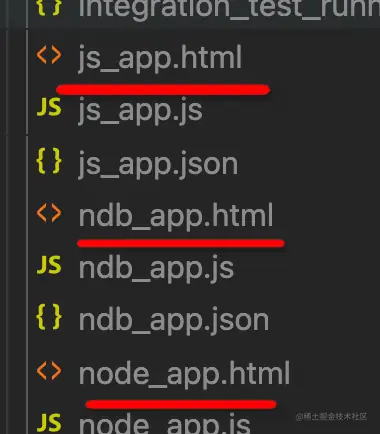 {} integration_test_runn
<> js_app.html
JS js_app.js
{} js_app.json
<> ndb_app.html
JS ndb_app.js
{} ndb_app.json
<> node_app.html
JS node_app.js
@稀土掘金技术社区